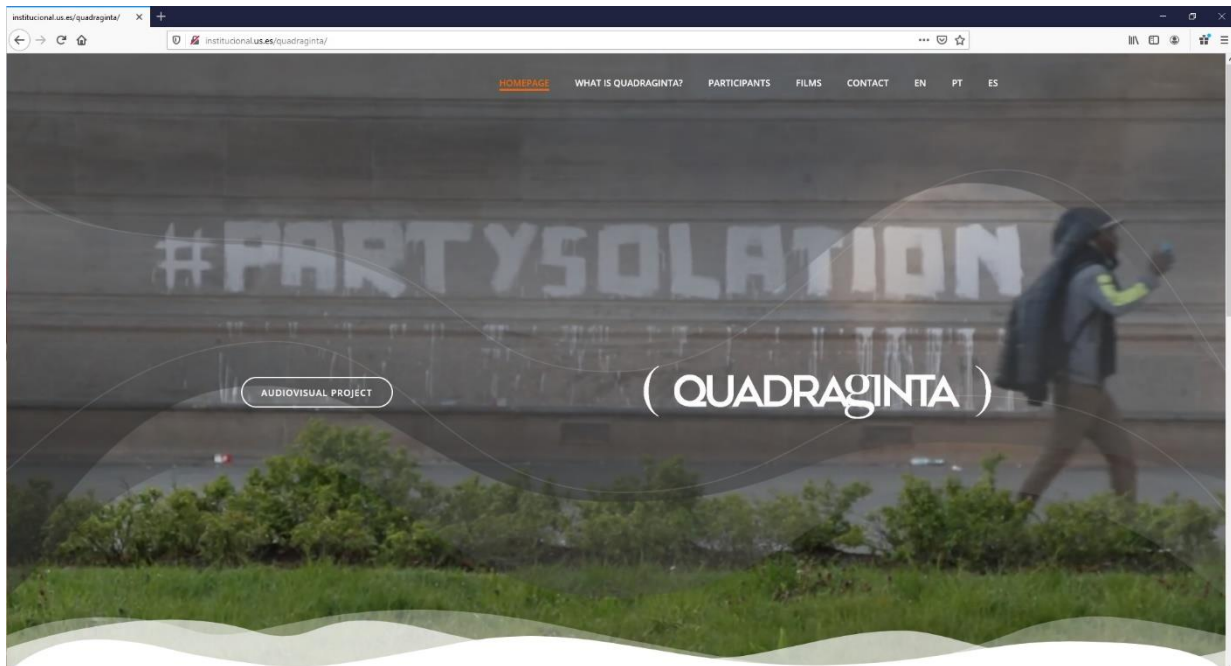 institucional.us.es/quadraginta/
institucional.us.es/quadraginta/
HOMEPAGE WHAT IS QUADRAGINTA? PARTICIPANTS FILMS CONTACT EN PT ES
#PARTYSOLATION
AUDIOVISUAL PROJECT
( QUADRAGINTA )